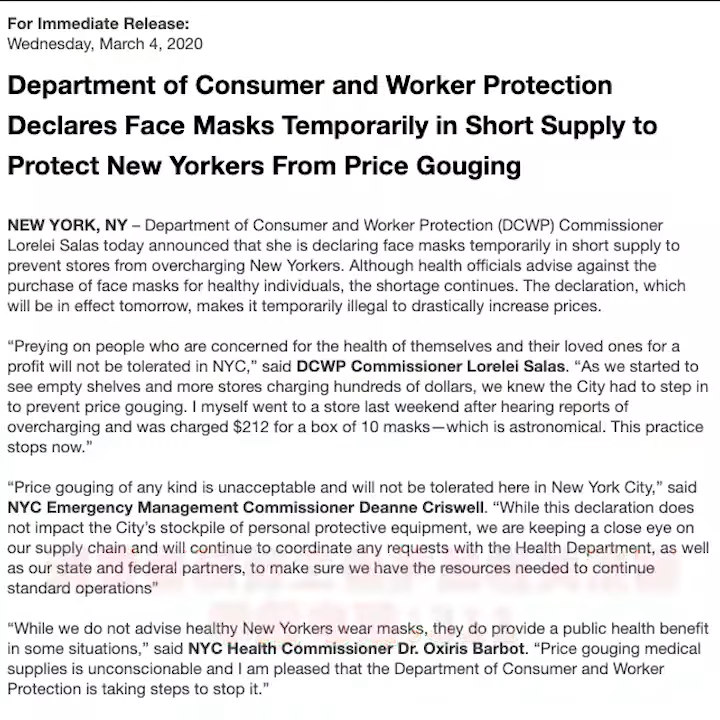 For Immediate Release:
Wednesday, March 4, 2020
Department of Consumer and Worker Protection
Declares Face Masks Temporarily in Short Supply to
Protect New Yorkers From Price Gouging
NEW YORK, NY – Department of Consumer and Worker Protection (DCWP) Commissioner
Lorelei Salas today announced that she is declaring face masks temporarily in short supply to
prevent stores from overcharging New Yorkers. Although health officials advise against the
purchase of face masks for healthy individuals, the shortage continues. The declaration, which
will be in effect tomorrow, makes it temporarily illegal to drastically increase prices.
“Preying on people who are concerned for the health of themselves and their loved ones for a
profit will not be tolerated in NYC,” said DCWP Commissioner Lorelei Salas. “As we started to
see empty shelves and more stores charging hundreds of dollars, we knew the City had to step in
to prevent price gouging. I myself went to a store last weekend after hearing reports of
overcharging and was charged $212 for a box of 10 masks—which is astronomical. This practice
stops now.”
“Price gouging of any kind is unacceptable and will not be tolerated here in New York City,” said
NYC Emergency Management Commissioner Deanne Criswell. “While this declaration does
not impact the City’s stockpile of personal protective equipment, we are keeping a close eye on
our supply chain and will continue to coordinate any requests with the Health Department, as well
as our state and federal partners, to make sure we have the resources needed to continue
standard operations”
“While we do not advise healthy New Yorkers wear masks, they do provide a public health benefit
in some situations,” said NYC Health Commissioner Dr. Oxiris Barbot. “Price gouging medical
supplies is unconscionable and I am pleased that the Department of Consumer and Worker
Protection is taking steps to stop it.”